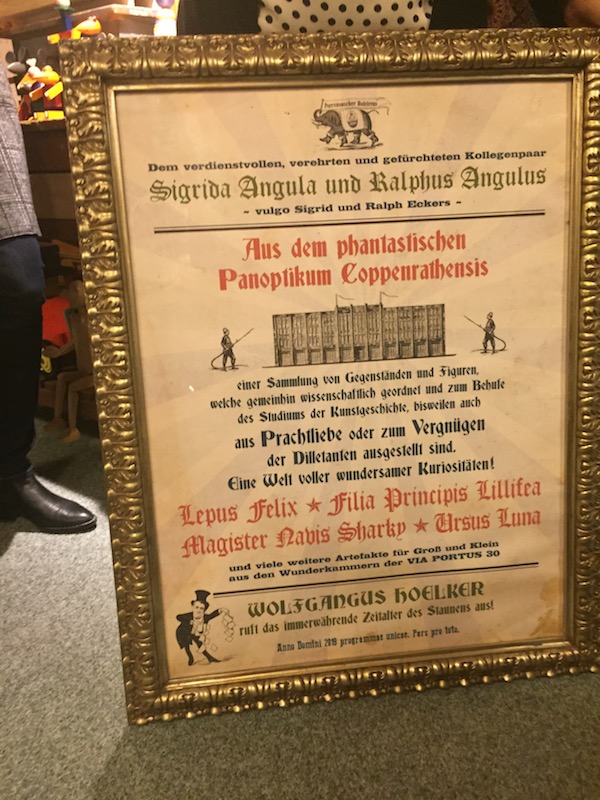 Dem verdienstvollen, verehrten und gefürchteten Kollegenpaar
Sigrida Angula und Ralphus Angulus
~ vulgo Sigrid und Ralph Eckers ~
Aus dem phantastischen
Panoptikum Coppenrathensis
einer Sammlung von Gegenständen und Figuren,
welche gemeinhin wissenschaftlich geordnet und zum Behufe
des Studiums der Kunstgeschichte, bisweilen auch
aus Prachtliebe oder zum Vergnügen
der Dilletanten ausgestellt sind.
Eine Welt voller wundersamer Kuriositäten!
Lepus Felix ★ Filia Principis Lillifea
Magister Navis Sharky ★ Ursus Luna
und viele weitere Artefakte für Groß und Klein
aus den Wunderkammern der VIA PORTUS 30
WOLFGANGUS HOELKER
ruft das immerwährende Zeitalter des Staunens aus!
Anno Domini 2019 programmae unicae. Pars pro toto.